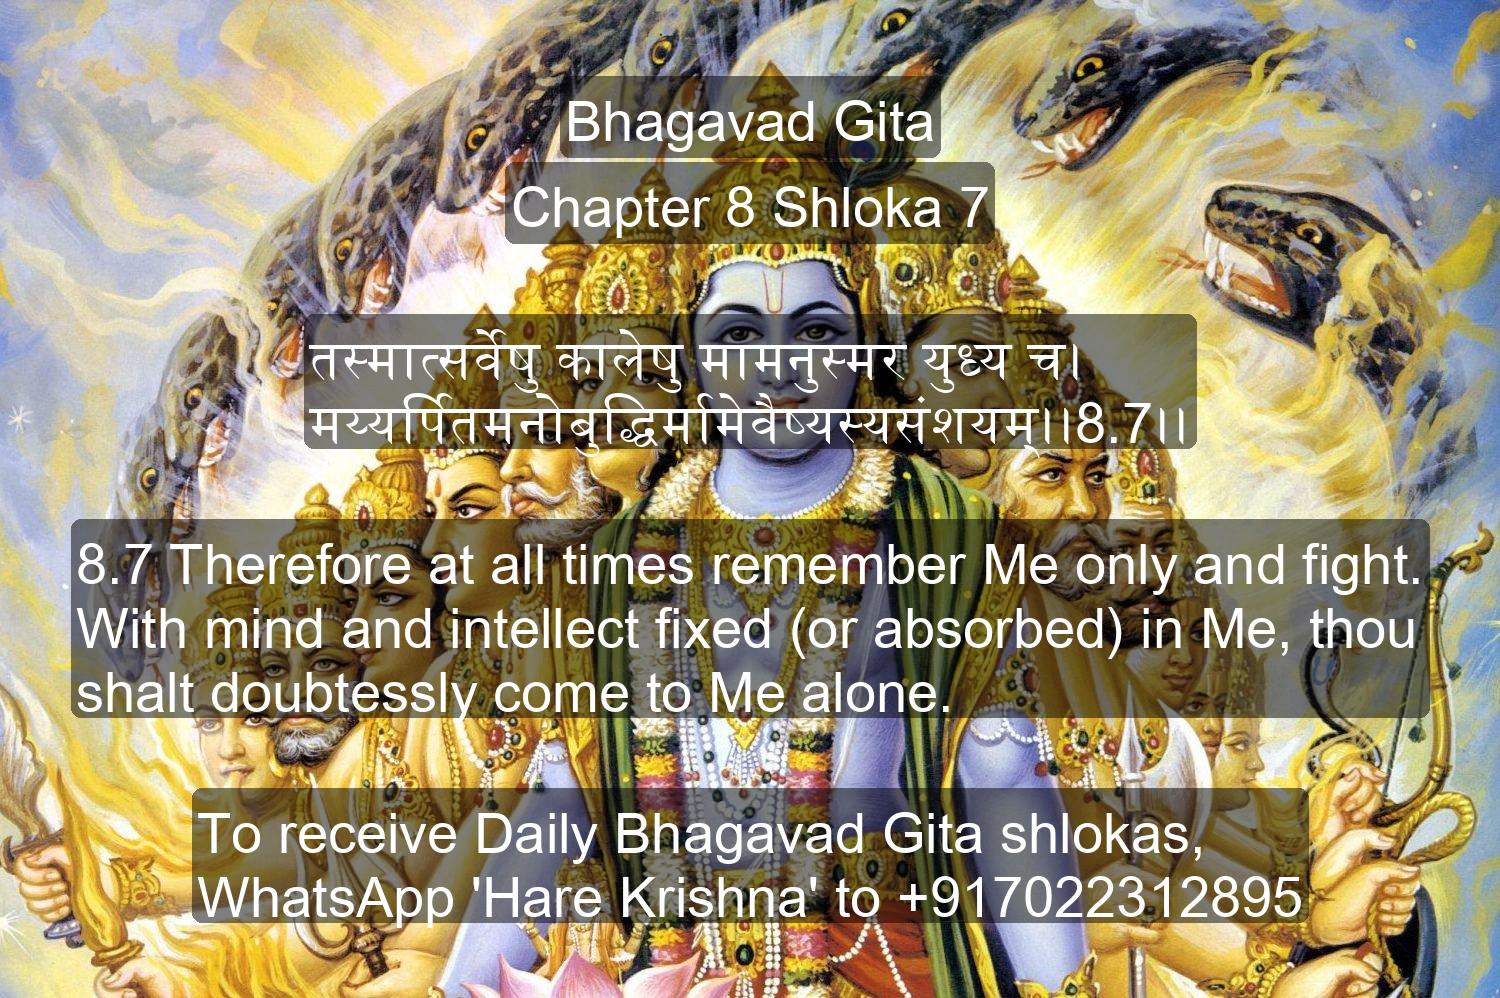 Bhagavad Gita
Chapter 8 Shloka 7
तस्मात्सर्वेषु कालेषु मामनुस्मर युध्य च।
मय्यर्पितमनोबुद्धिर्मामेवैष्यस्यसंशयम्।।8.7।।
8.7 Therefore at all times remember Me only and fight.
With mind and intellect fixed (or absorbed) in Me, thou
shalt doubtessly come to Me alone.
To receive Daily Bhagavad Gita shlokas,
WhatsApp 'Hare Krishna' to +917022312895